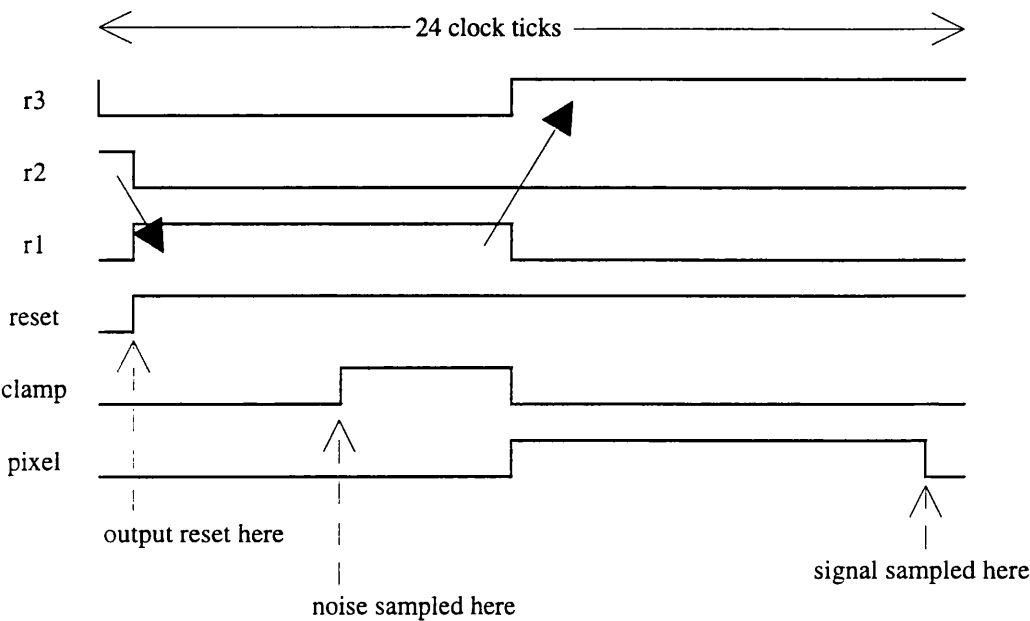 24 clock ticks
r3
r2
r1
reset
clamp
pixel
output reset here
signal sampled here
noise sampled here